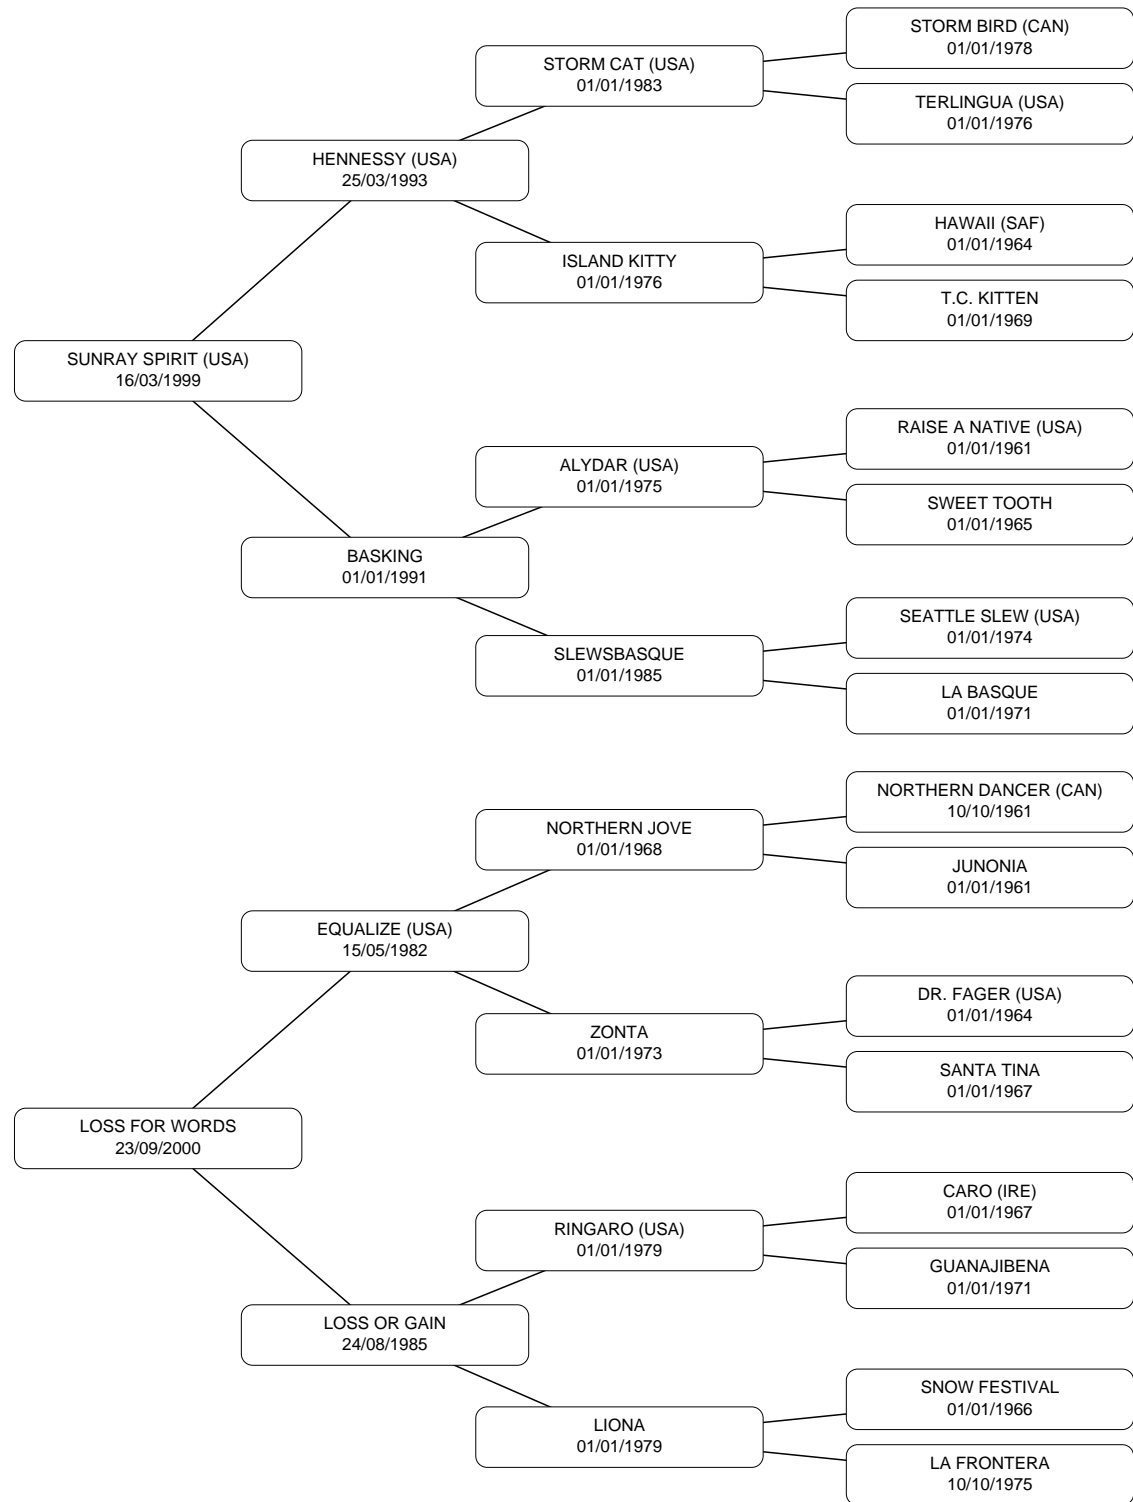 STORM BIRD (CAN)
01/01/1978
STORM CAT (USA)
01/01/1983
TERLINGUA (USA)
01/01/1976
HENNESSY (USA)
25/03/1993
HAWAII (SAF)
01/01/1964
ISLAND KITTY
01/01/1976
T.C. KITTEN
01/01/1969
SUNRAY SPIRIT (USA)
16/03/1999
RAISE A NATIVE (USA)
01/01/1961
ALYDAR (USA)
01/01/1975
SWEET TOOTH
01/01/1965
BASKING
01/01/1991
SEATTLE SLEW (USA)
01/01/1974
SLEWSBASQUE
01/01/1985
LA BASQUE
01/01/1971
NORTHERN DANCER (CAN)
10/10/1961
NORTHERN JOVE
01/01/1968
JUNONIA
01/01/1961
EQUALIZE (USA)
15/05/1982
DR. FAGER (USA)
01/01/1964
ZONTA
01/01/1973
SANTA TINA
01/01/1967
LOSS FOR WORDS
23/09/2000
CARO (IRE)
01/01/1967
RINGARO (USA)
01/01/1979
GUANAJIBENA
01/01/1971
LOSS OR GAIN
24/08/1985
SNOW FESTIVAL
01/01/1966
LIONA
01/01/1979
LA FRONTERA
10/10/1975